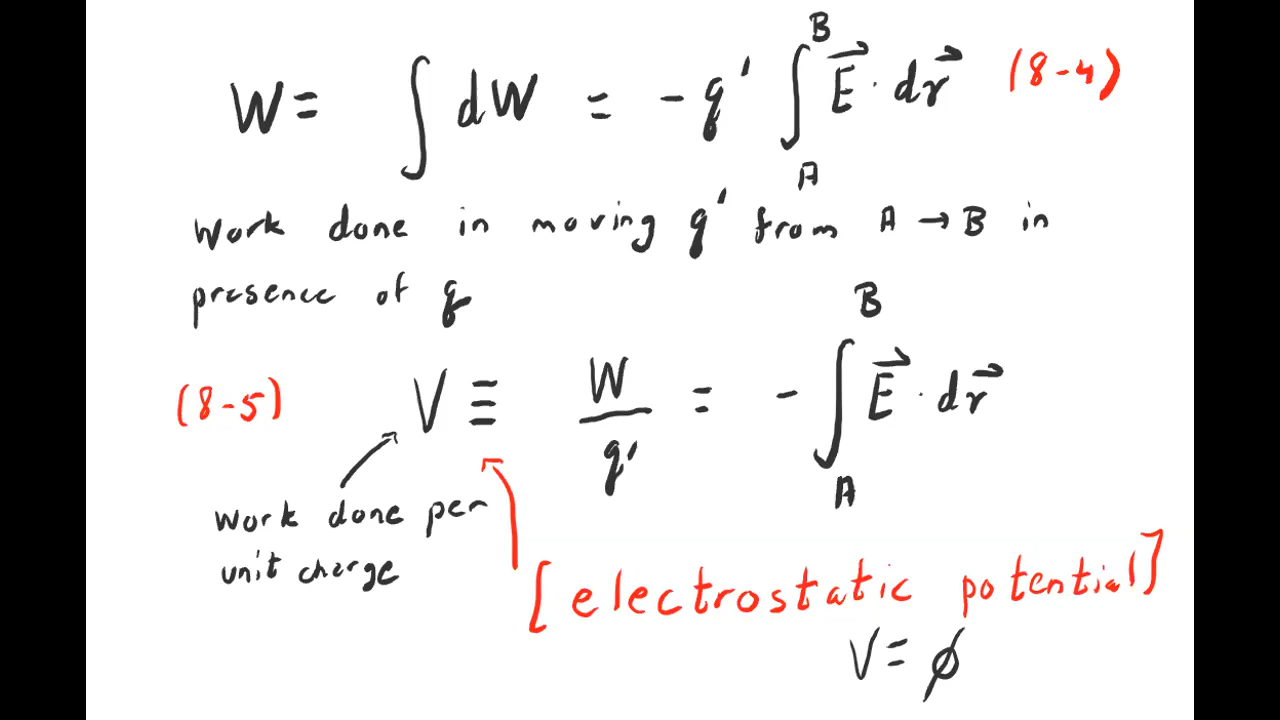 W = ∫ dW = - q' ∫_A^B E⃗ · dr⃗ (8-4)
Work done in moving q' from A → B in
presence of q
(8-5) V ≡ W/q' = - ∫_A^B E⃗ · dr⃗
Work done per
unit charge
[electrostatic potential]
V = ϕ